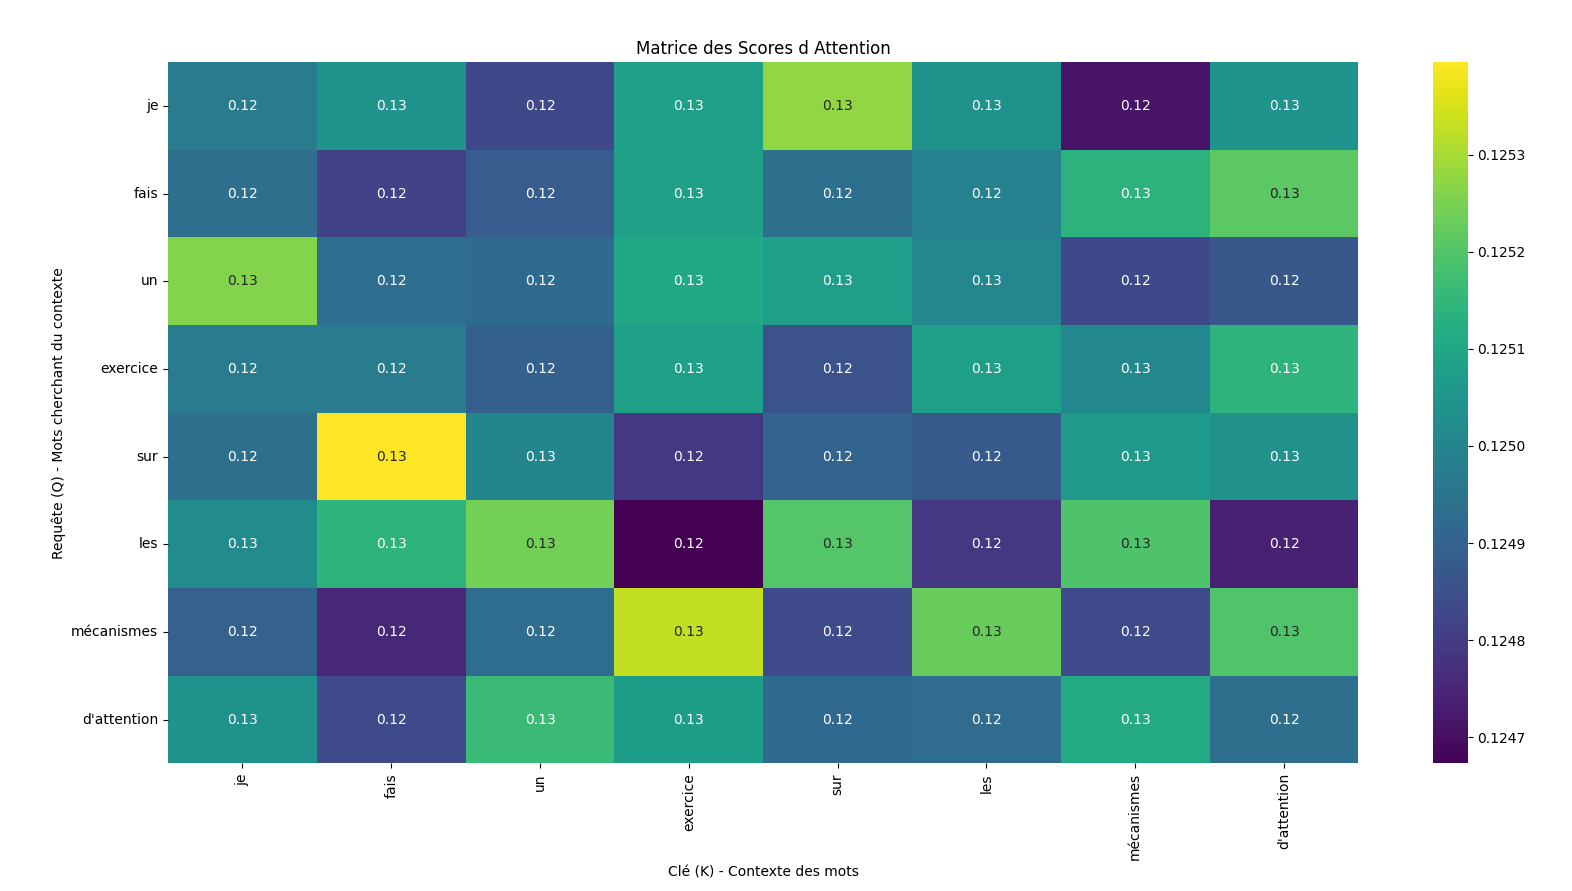 Matrice des Scores d Attention
Requête (Q) - Mots cherchant du contexte
je 0.12 0.13 0.12 0.13 0.13 0.13 0.12 0.13
fais 0.12 0.12 0.12 0.13 0.12 0.12 0.13 0.13
un 0.13 0.12 0.12 0.13 0.13 0.13 0.12 0.12
exercice 0.12 0.12 0.12 0.13 0.12 0.13 0.13 0.13
sur 0.12 0.13 0.13 0.12 0.12 0.12 0.13 0.13
les 0.13 0.13 0.13 0.12 0.13 0.12 0.13 0.12
mécanismes 0.12 0.12 0.12 0.13 0.12 0.13 0.12 0.13
d'attention 0.13 0.12 0.13 0.13 0.12 0.12 0.13 0.12
je fais un exercice sur les mécanismes d'attention
Clé (K) - Contexte des mots
0.1253
0.1252
0.1251
0.1250
0.1249
0.1248
0.1247